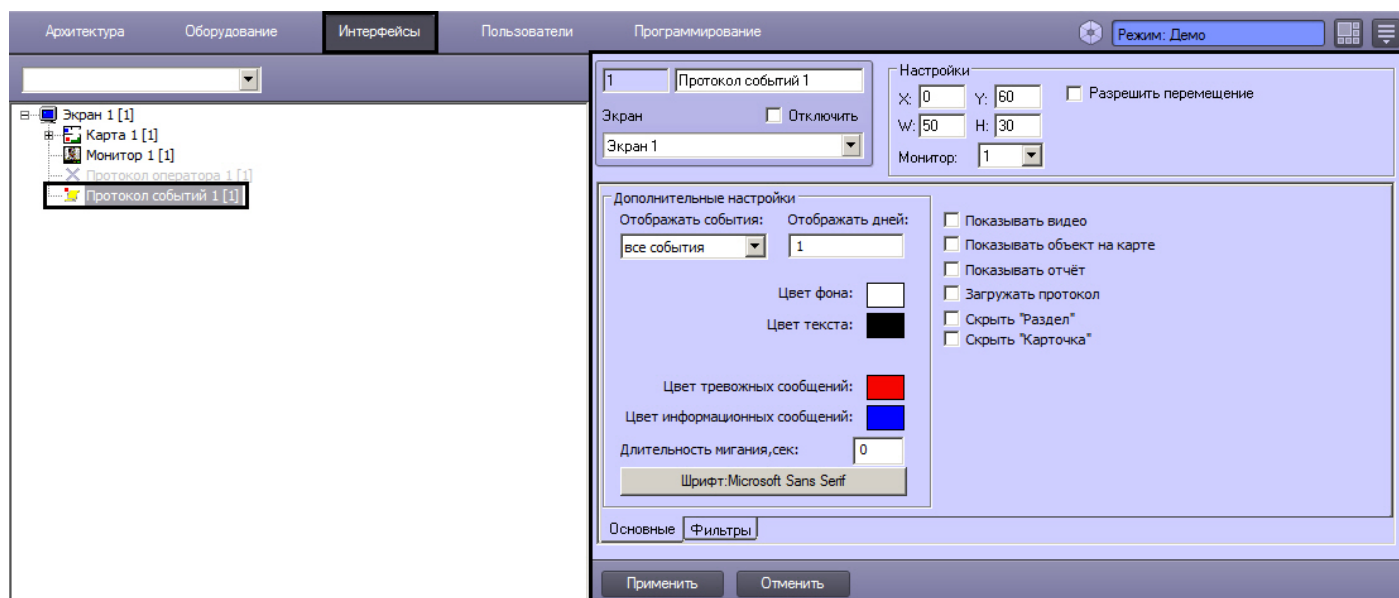 Архитектура Оборудование Интерфейсы Пользователи Программирование Режим: Демо
Экран 1 [1]
Карта 1 [1]
Монитор 1 [1]
Протокол оператора 1 [1]
Протокол событий 1 [1]
1 Протокол событий 1
Экран Отключить
Экран 1
Настройки
X: 0 Y: 60 Разрешить перемещение
W: 50 H: 30
Монитор: 1
Дополнительные настройки
Отображать события: Отображать дней:
все события 1
Цвет фона:
Цвет текста:
Цвет тревожных сообщений:
Цвет информационных сообщений:
Длительность мигания,сек: 0
Шрифт:Microsoft Sans Serif
Показывать видео
Показывать объект на карте
Показывать отчёт
Загружать протокол
Скрыть "Раздел"
Скрыть "Карточка"
Основные Фильтры
Применить Отменить